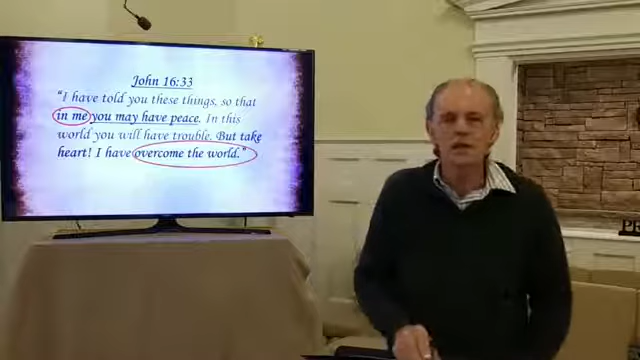 John 16:33
"I have told you these things, so that
in me you may have peace. In this
world you will have trouble. But take
heart! I have overcome the world."